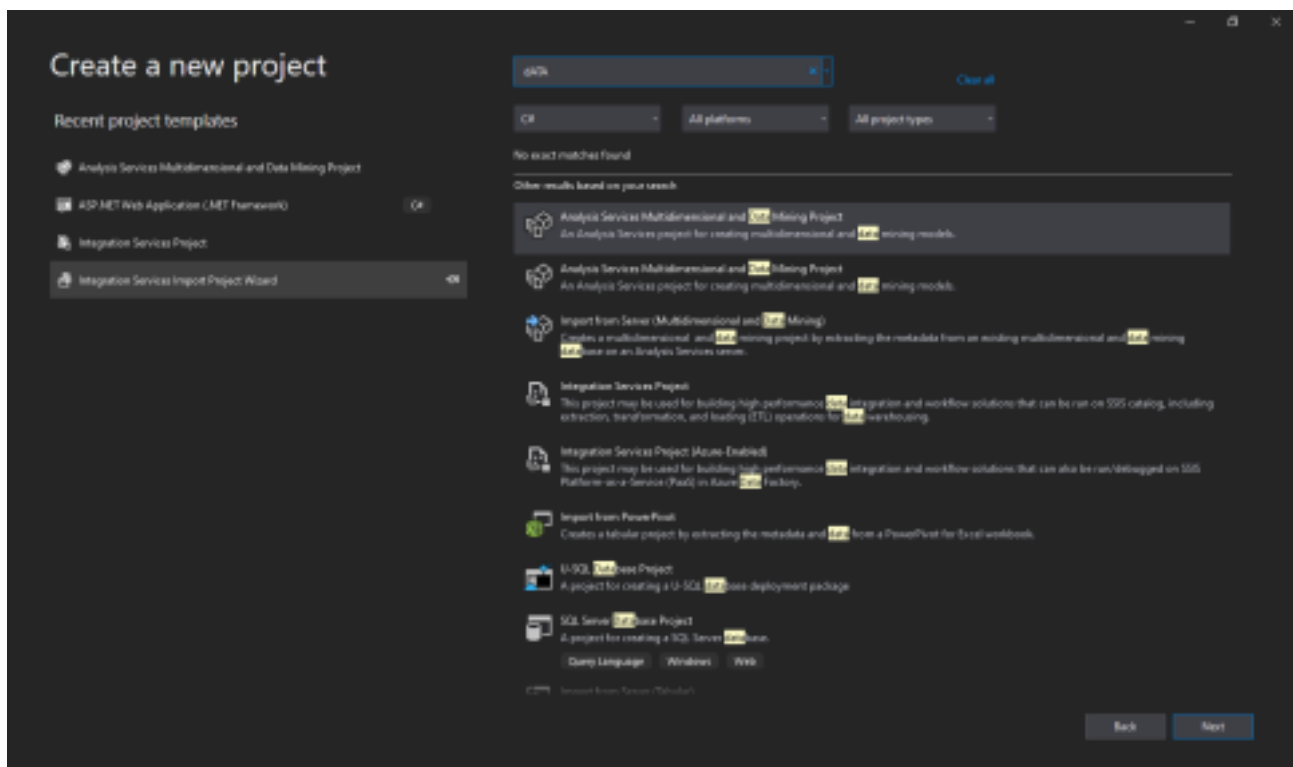 Create a new project
dATA
Clear all
Recent project templates
C#
All platforms
All project types
No exact matches found
Other results based on your search
Analysis Services Multidimensional and Data Mining Project
ASP.NET Web Application (.NET Framework)
C#
Integration Services Project
Integration Services Import Project Wizard
Analysis Services Multidimensional and Data Mining Project
An Analysis Services project for creating multidimensional and data mining models.
Analysis Services Multidimensional and Data Mining Project
An Analysis Services project for creating multidimensional and data mining models.
Import from Server (Multidimensional and Data Mining)
Creates a multidimensional and data mining project by extracting the metadata from an existing multidimensional and data mining
database on an Analysis Services server.
Integration Services Project
This project may be used for building high performance data integration and workflow solutions that can be run on SSIS catalog, including
extraction, transformation, and loading (ETL) operations for data warehousing.
Integration Services Project (Azure-Enabled)
This project may be used for building high performance data integration and workflow solutions that can also be run/debugged on SSIS
Platform-as-a-Service (PaaS) in Azure Data Factory.
Import from PowerPivot
Creates a tabular project by extracting the metadata and data from a PowerPivot for Excel workbook.
U-SQL Database Project
A project for creating a U-SQL database deployment package
SQL Server Database Project
A project for creating a SQL Server database.
Query Language
Windows
Web
Import from Server (Tabular)
Back
Next